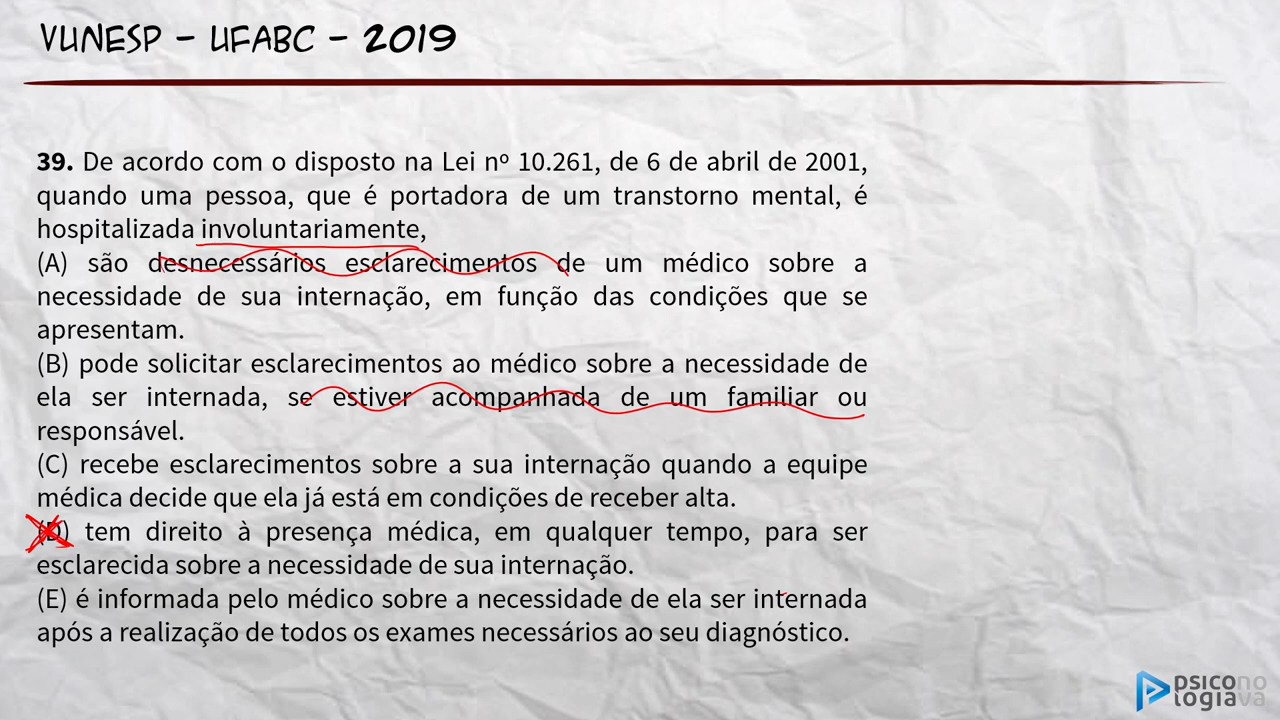 VUNESP - UFABC - 2019
39. De acordo com o disposto na Lei nº 10.261, de 6 de abril de 2001,
quando uma pessoa, que é portadora de um transtorno mental, é
hospitalizada involuntariamente,
(A) são desnecessários esclarecimentos de um médico sobre a
necessidade de sua internação, em função das condições que se
apresentam.
(B) pode solicitar esclarecimentos ao médico sobre a necessidade de
ela ser internada, se estiver acompanhada de um familiar ou
responsável.
(C) recebe esclarecimentos sobre a sua internação quando a equipe
médica decide que ela já está em condições de receber alta.
(D) tem direito à presença médica, em qualquer tempo, para ser
esclarecida sobre a necessidade de sua internação.
(E) é informada pelo médico sobre a necessidade de ela ser internada
após a realização de todos os exames necessários ao seu diagnóstico.
psicono
logiava